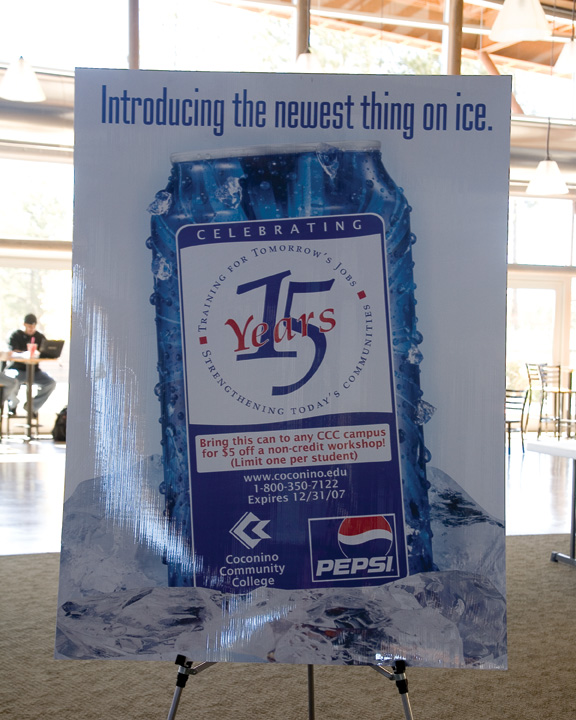 Introducing the newest thing on ice.
CELEBRATING
TRAINING FOR TOMORROW'S JOBS
15
Years
STRENGTHENING TODAY'S COMMUNITIES
Bring this can to any CCC campus
for $5 off a non-credit workshop!
(Limit one per student)
www.coconino.edu
1-800-350-7122
Expires 12/31/07
Coconino
Community
College
PEPSI